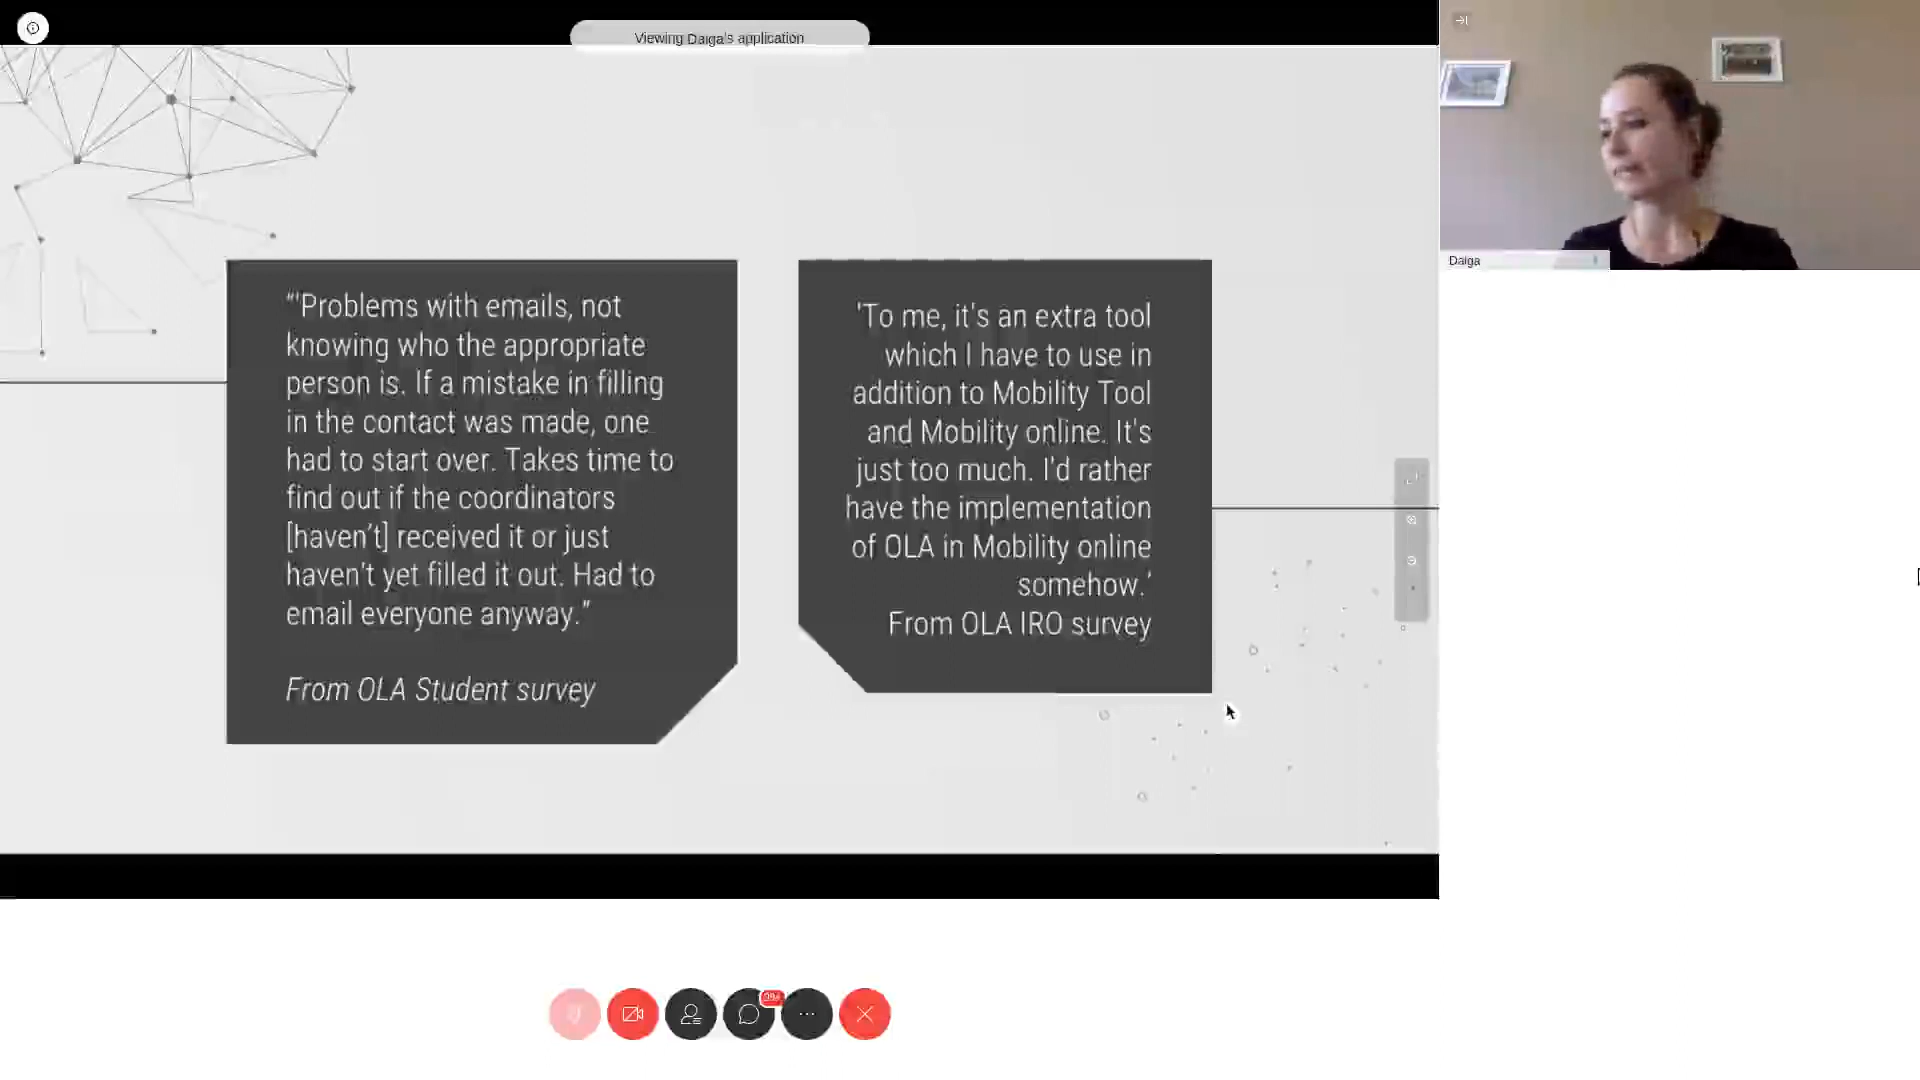 Viewing Daiga's application
"'Problems with emails, not
knowing who the appropriate
person is. If a mistake in filling
in the contact was made, one
had to start over. Takes time to
find out if the coordinators
[haven't] received it or just
haven't yet filled it out. Had to
email everyone anyway."
From OLA Student survey
'To me, it's an extra tool
which I have to use in
addition to Mobility Tool
and Mobility online. It's
just too much. I'd rather
have the implementation
of OLA in Mobility online
somehow.'
From OLA IRO survey
Daiga